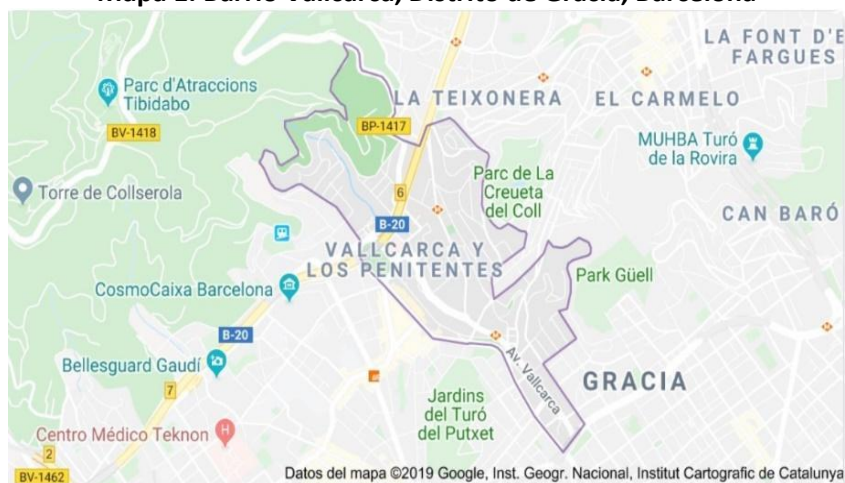 Mapa 1. Barrio Vallcarca, Distrito de Gracia, Barcelona
LA FONT D'E
FARGUES
Parc d'Atraccions
Tibidabo
LA TEIXONERA
EL CARMELO
BV-1418
BP-1417
MUHBA Turó
de la Rovira
Parc de La
Creueta
del Coll
Torre de Collserola
6
CAN BARÓ
B-20
VALLCARCA Y
LOS PENITENTES
Park Güell
CosmoCaixa Barcelona
B-20
Bellesguard Gaudí
Av. Vallcarca
7
GRACIA
Jardins
del Turó
del Putxet
Centro Médico Teknon
2
BV-1462
Datos del mapa ©2019 Google, Inst. Geogr. Nacional, Institut Cartografic de Catalunya